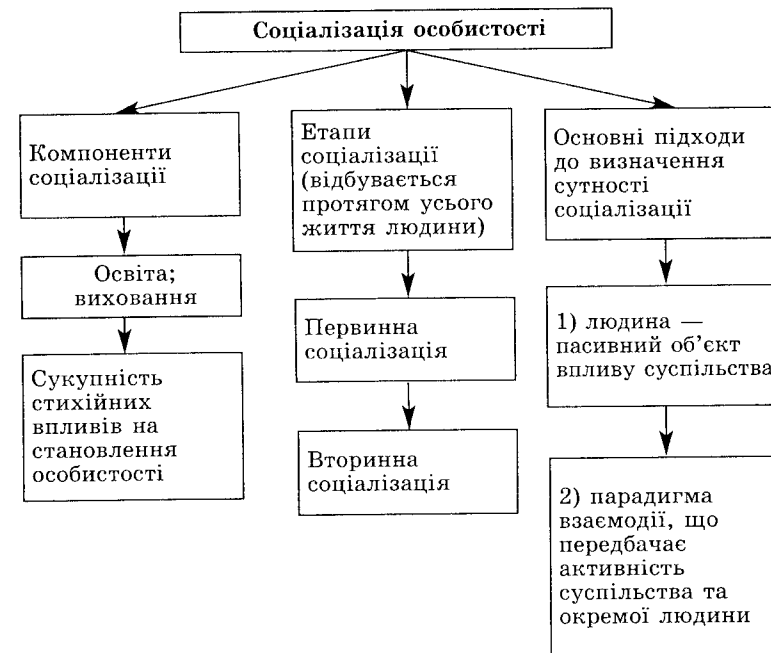 Соціалізація особистості
Компоненти
соціалізації
Освіта;
виховання
Сукупність
стихійних
впливів на
становлення
особистості
Етапи
соціалізації
(відбувається
протягом усього
життя людини)
Первинна
соціалізація
Вторинна
соціалізація
Основні підходи
до визначення
сутності
соціалізації
1) людина —
пасивний об’єкт
впливу суспільства
2) парадигма
взаємодії, що
передбачає
активність
суспільства та
окремої людини